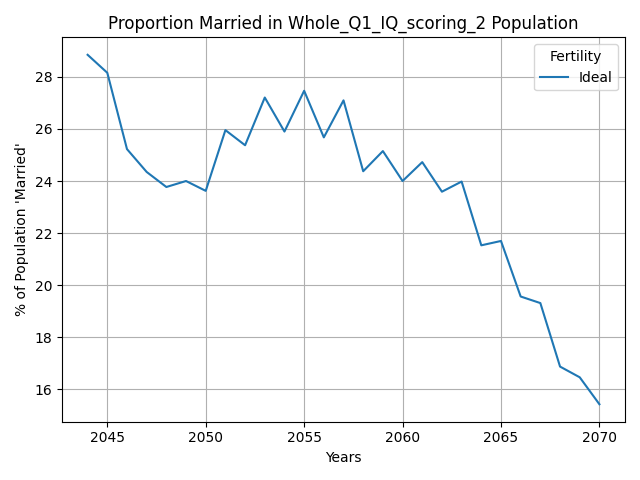 Proportion Married in Whole_Q1_IQ_scoring_2 Population
Fertility
Ideal
% of Population 'Married'
28
26
24
22
20
18
16
2045
2050
2055
2060
2065
2070
Years